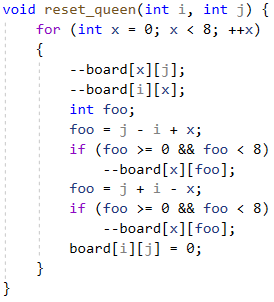 void reset_queen(int i, int j) {
    for (int x = 0; x < 8; ++x)
    {
        --board[x][j];
        --board[i][x];
        int foo;
        foo = j - i + x;
        if (foo >= 0 && foo < 8)
            --board[x][foo];
        foo = j + i - x;
        if (foo >= 0 && foo < 8)
            --board[x][foo];
        board[i][j] = 0;
    }
}